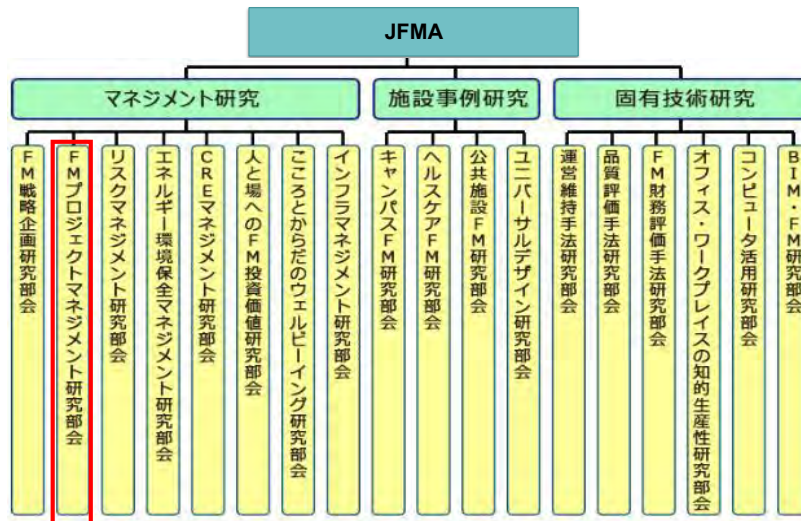 JFMA
マネジメント研究
施設事例研究
固有技術研究
FM戦略企画研究部会
FMプロジェクトマネジメント研究部会
リスクマネジメント研究部会
エネルギー環境保全マネジメント研究部会
CREマネジメント研究部会
人と場へのFM投資価値研究部会
こころとからだのウェルビーイング研究部会
インフラマネジメント研究部会
キャンパスFM研究部会
ヘルスケアFM研究部会
公共施設FM研究部会
ユニバーサルデザイン研究部会
運営維持手法研究部会
品質評価手法研究部会
FM財務評価手法研究部会
オフィス・ワークプレイスの知的生産性研究部会
コンピュータ活用研究部会
BIM・FM研究部会